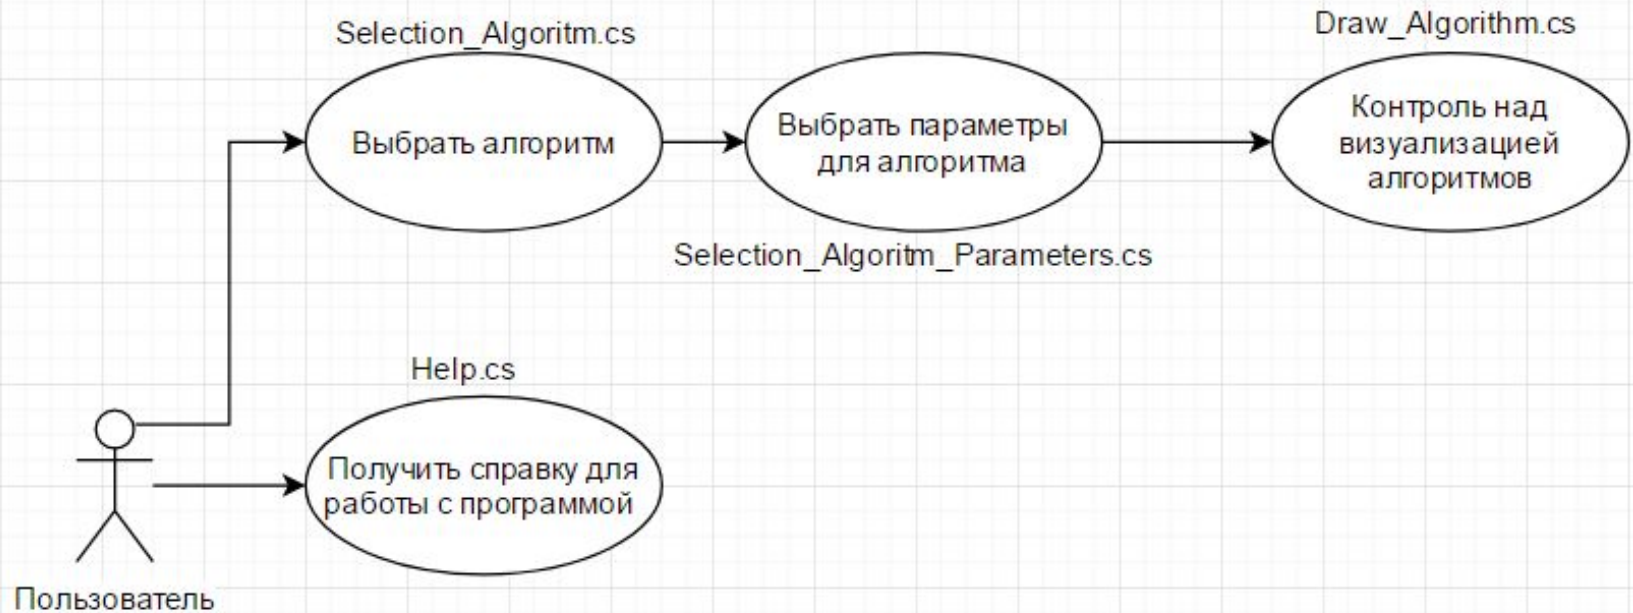 Selection_Algoritm.cs
Draw_Algorithm.cs
Выбрать алгоритм
Выбрать параметры
для алгоритма
Контроль над
визуализацией
алгоритмов
Selection_Algoritm_Parameters.cs
Help.cs
Получить справку для
работы с программой
Пользователь